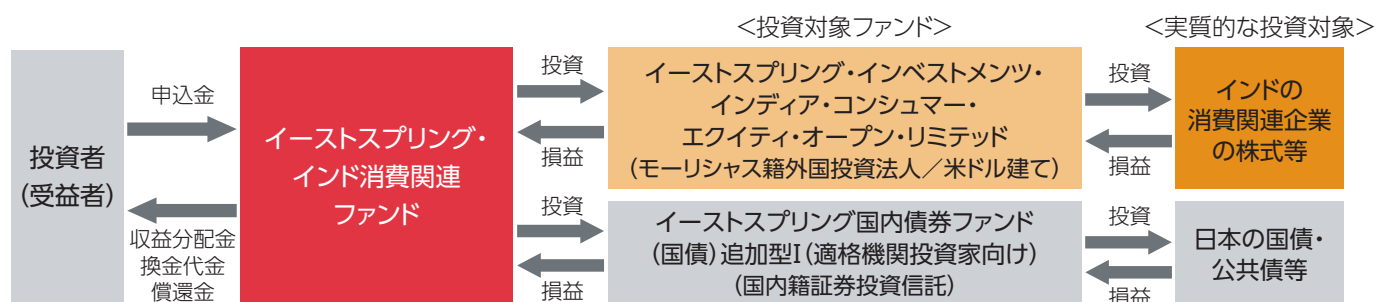 <投資対象ファンド>
<実質的な投資対象>
投資者
(受益者)
申込金
収益分配金
換金代金
償還金
イーストスプリング・
インド消費関連
ファンド
投資
損益
イーストスプリング・インベストメンツ・
インディア・コンシュマー・
エクイティ・オープン・リミテッド
(モーリシャス籍外国投資法人／米ドル建て)
投資
損益
インドの
消費関連企業
の株式等
投資
損益
イーストスプリング国内債券ファンド
(国債)追加型I(適格機関投資家向け)
(国内籍証券投資信託)
投資
損益
日本の国債・
公共債等